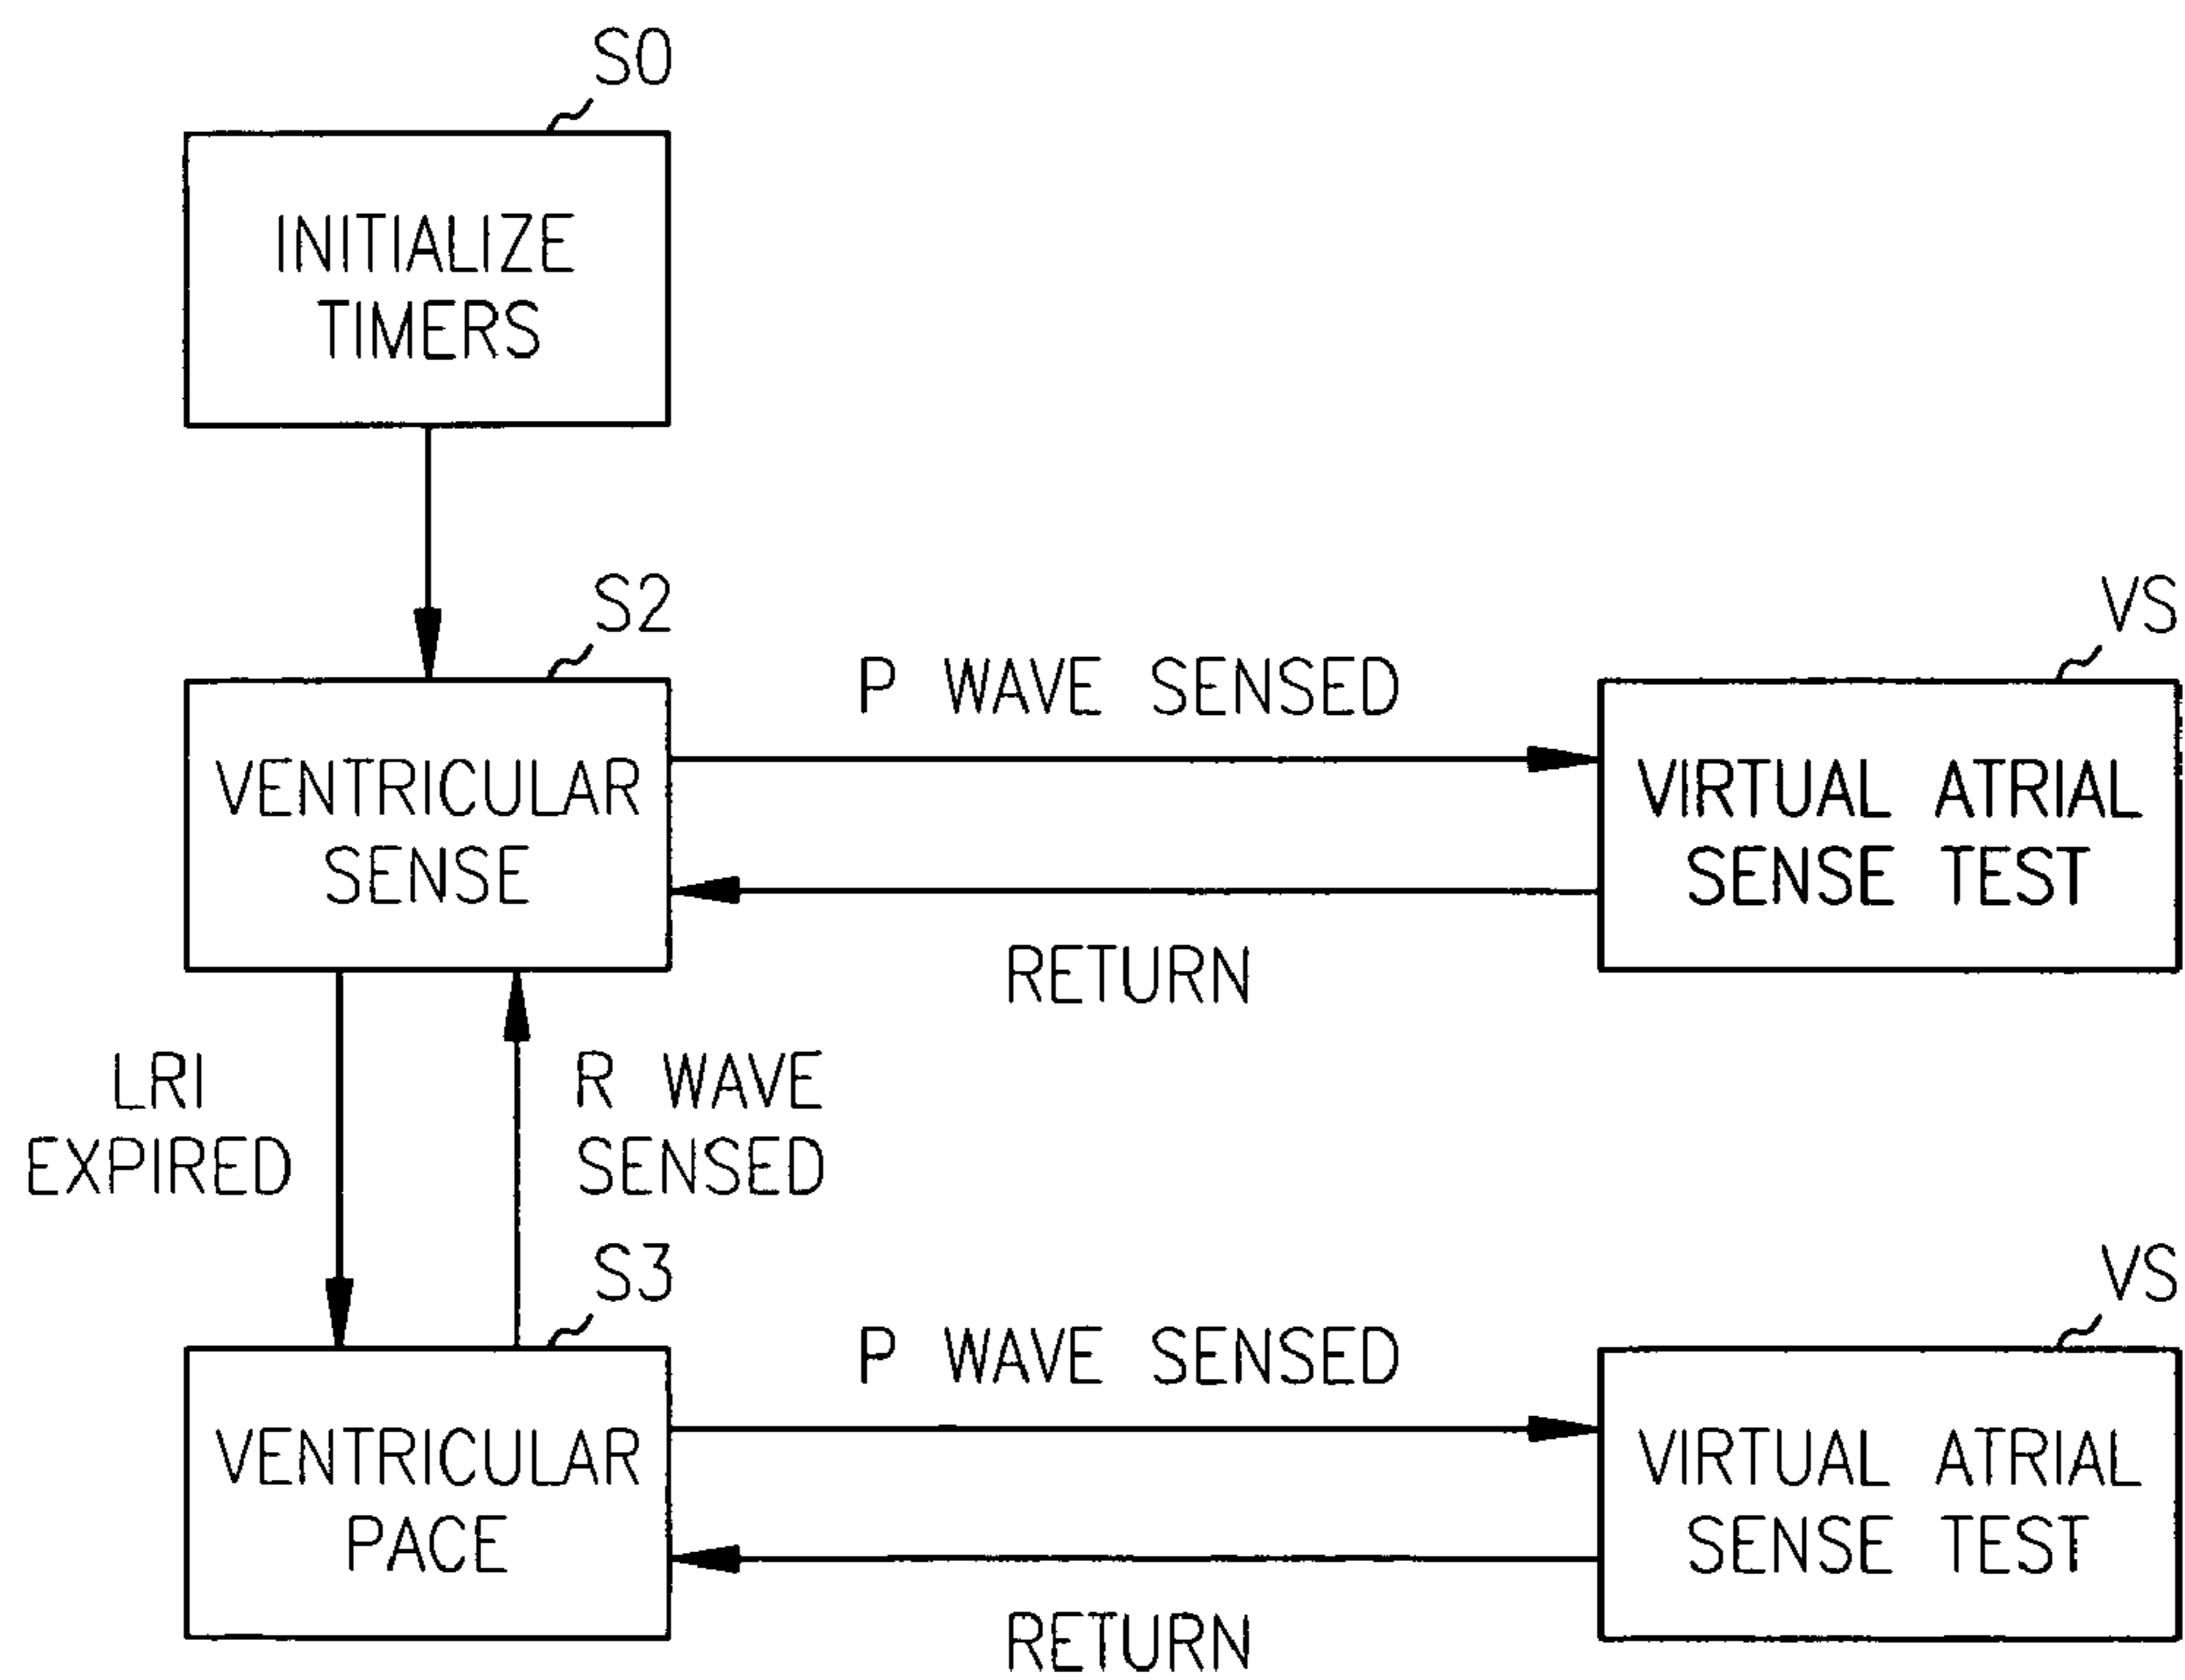 S0
INITIALIZE
TIMERS
S2
VENTRICULAR
SENSE
P WAVE SENSED
RETURN
VS
VIRTUAL ATRIAL
SENSE TEST
LRI
EXPIRED
R WAVE
SENSED
S3
VENTRICULAR
PACE
P WAVE SENSED
RETURN
VS
VIRTUAL ATRIAL
SENSE TEST